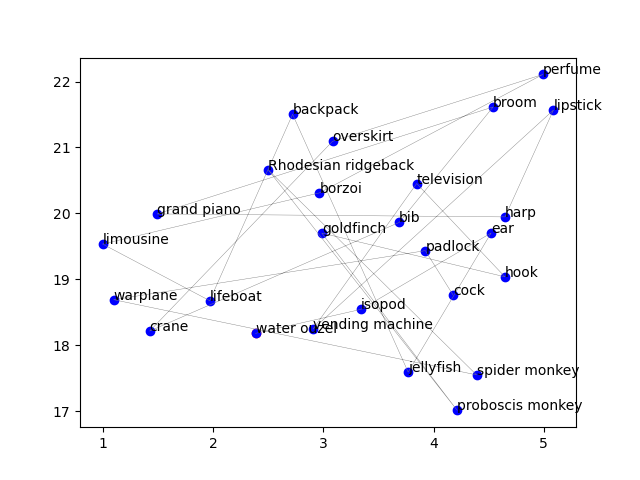 perfume
broom
lipstick
backpack
overskirt
Rhodesian ridgeback
television
borzoi
grand piano
bib
harp
goldfinch
ear
limousine
padlock
hook
warplane
lifeboat
cock
isopod
crane
water ouzel
vending machine
jellyfish
spider monkey
proboscis monkey
22
21
20
19
18
17
1 2 3 4 5